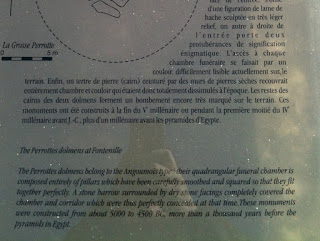 d'une figuration de lame de
hache sculptée en très léger
relief, un autre à droite de
l'entrée porte deux
protubérances de signification
énigmatique. L'accès à chaque
chambre funéraire se faisait par un
couloir, difficilement lisible actuellement sur le
terrain. Enfin, un tertre de pierre (cairn) ceinturé par des murs de pierres sèches recouvrait
entièrement chambre et couloir qui étaient donc totalement dissimulés à l'époque. Les restes des
cairns des deux dolmens forment un bombement encore très marqué sur le terrain. Ces
monuments ont été construits à la fin du V millénaire ou pendant la première moitié du IV
millénaire avant J.-C., plus d'un millénaire avant les pyramides d'Egypte.
La Grosse Perrotte
0 5 m
The Perrottes dolmens at Fontenille
The Perrottes dolmens belong to the Angoumois type: their quadrangular funeral chamber is
composed entirely of pillars which have been carefully smoothed and squared so that they fit
together perfectly. A stone barrow surrounded by dry stone facings completely covered the
chamber and corridor which were thus perfectly concealed at that time. These monuments
were constructed from about 5000 to 4500 BC, more than a thousand years before the
pyramids in Egypt.